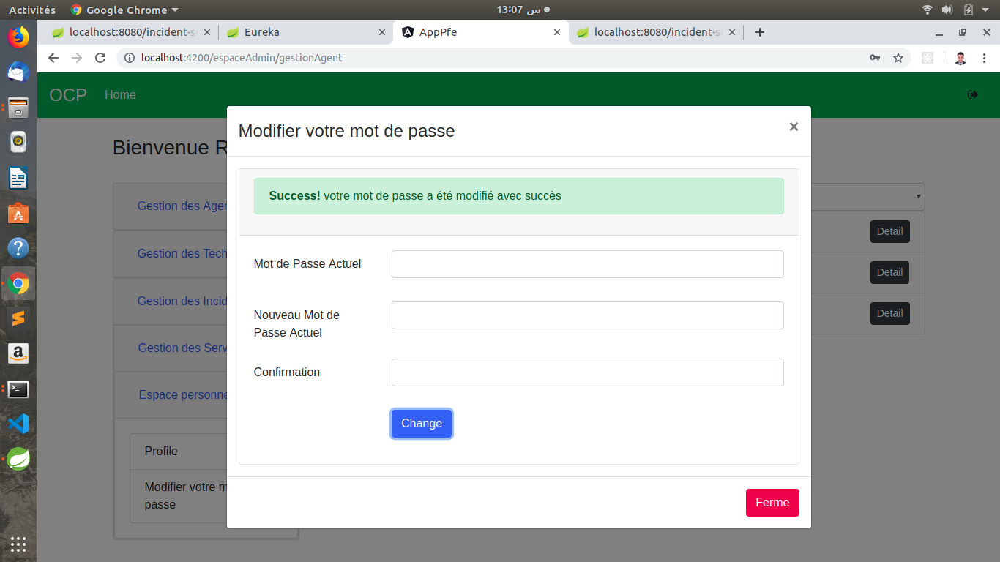 Activités
Google Chrome
13:07 س
localhost:8080/incident-s
Eureka
AppPfe
localhost:8080/incident-s
localhost:4200/espaceAdmin/gestionAgent
OCP
Home
Bienvenue R
Modifier votre mot de passe
×
Success! votre mot de passe a été modifié avec succès
Mot de Passe Actuel
Nouveau Mot de
Passe Actuel
Confirmation
Change
Ferme
Gestion des Agen
Gestion des Tech
Gestion des Incid
Gestion des Serv
Espace personne
Profile
Modifier votre m
passe
Detail
Detail
Detail